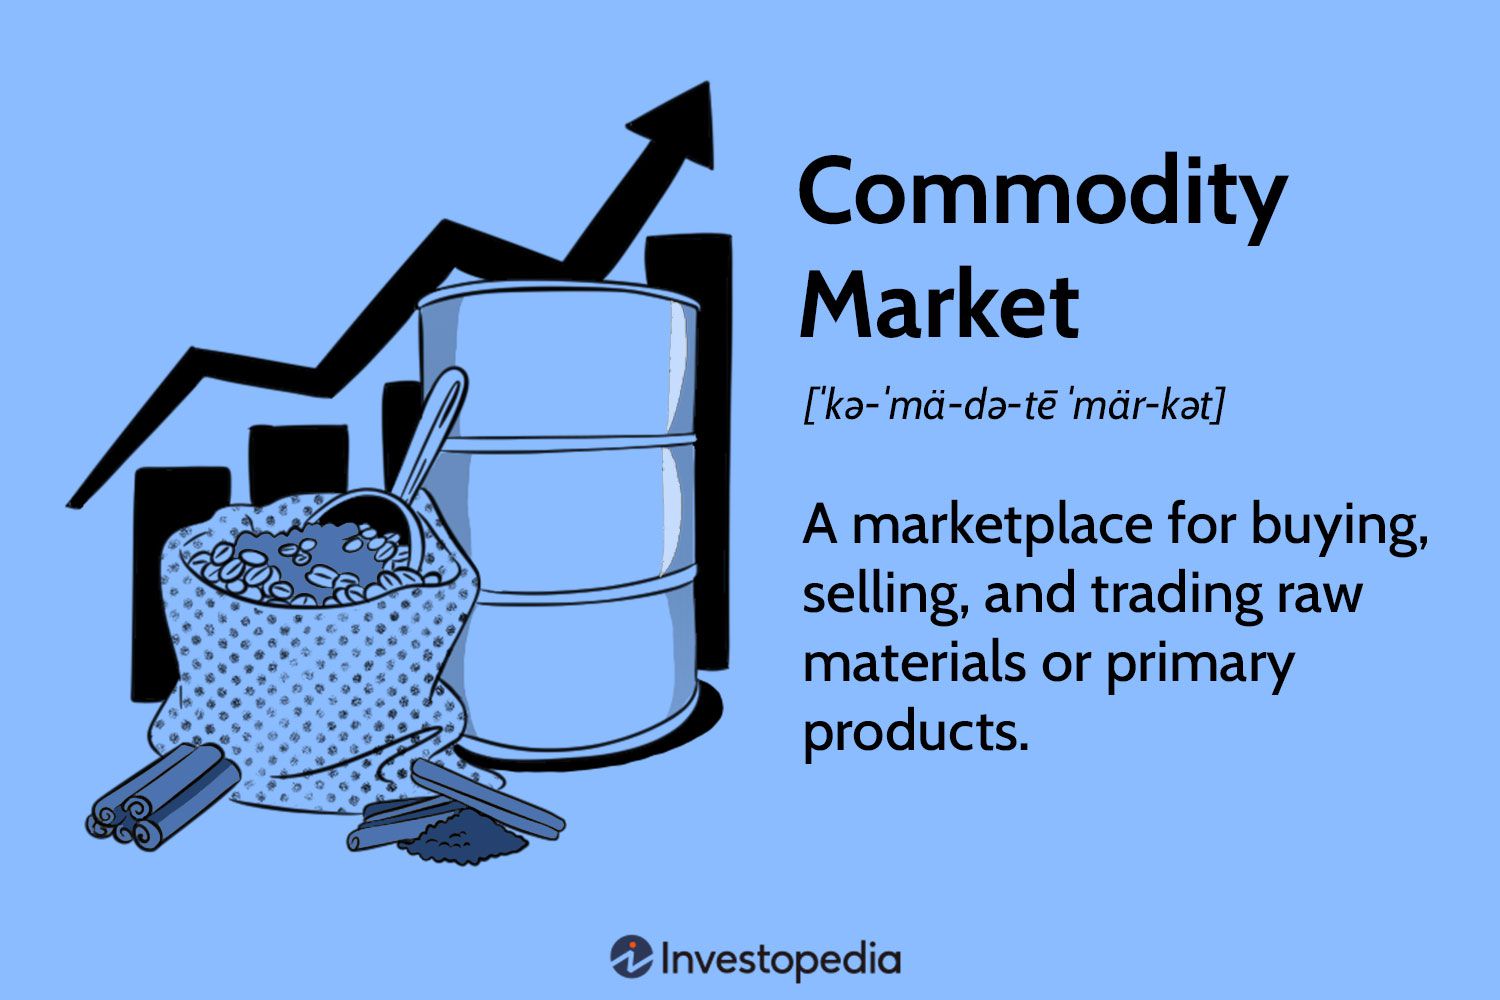 Commodity
Market
[ˈkə-ˈmä-də-tē ˈmär-kət]
A marketplace for buying,
selling, and trading raw
materials or primary
products.
Investopedia